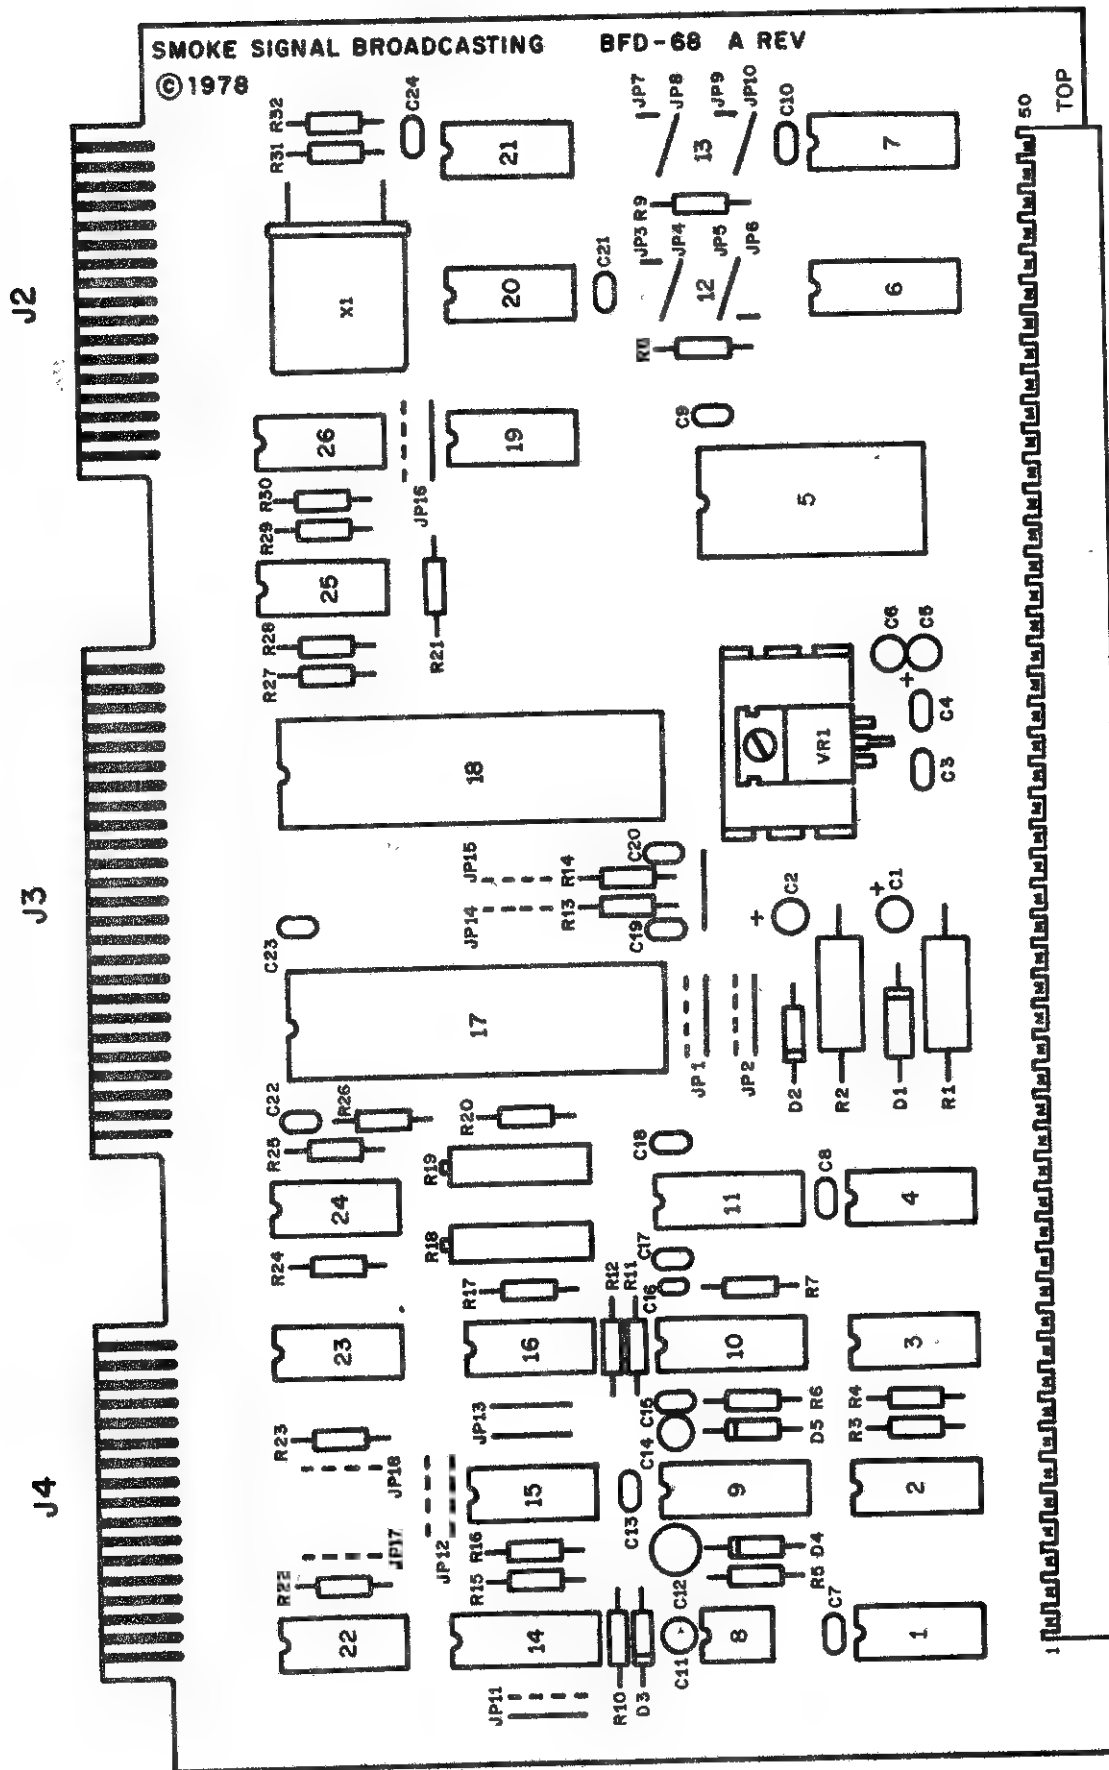 SMOKE SIGNAL BROADCASTING BFD-68 A REV
©1978
J2
J3
J4
TOP
50
1
R32
R31
C24
21
JP7
JP8
JP9
JP10
13
C10
7
X1
20
C21
R9
JP3
JP4
JP5
JP6
12
6
26
R30
R29
JP16
19
C9
5
25
R28
R27
R21
18
VR1
C6
C5
+
C4
C3
JP15
JP14
R14
R13
C20
C19
C23
17
+
C2
+
C1
JP1
JP2
D2
R2
D1
R1
C22
R26
R25
R20
R19
C18
24
R18
11
C8
4
R24
R17
R12
R11
C17
C16
R7
23
16
10
3
R23
JP13
C15
C14
R6
D5
R4
R3
JP18
JP17
JP12
15
C13
9
2
R22
R16
R15
C12
D4
R5
22
14
C11
8
C7
1
JP11
R10
D3